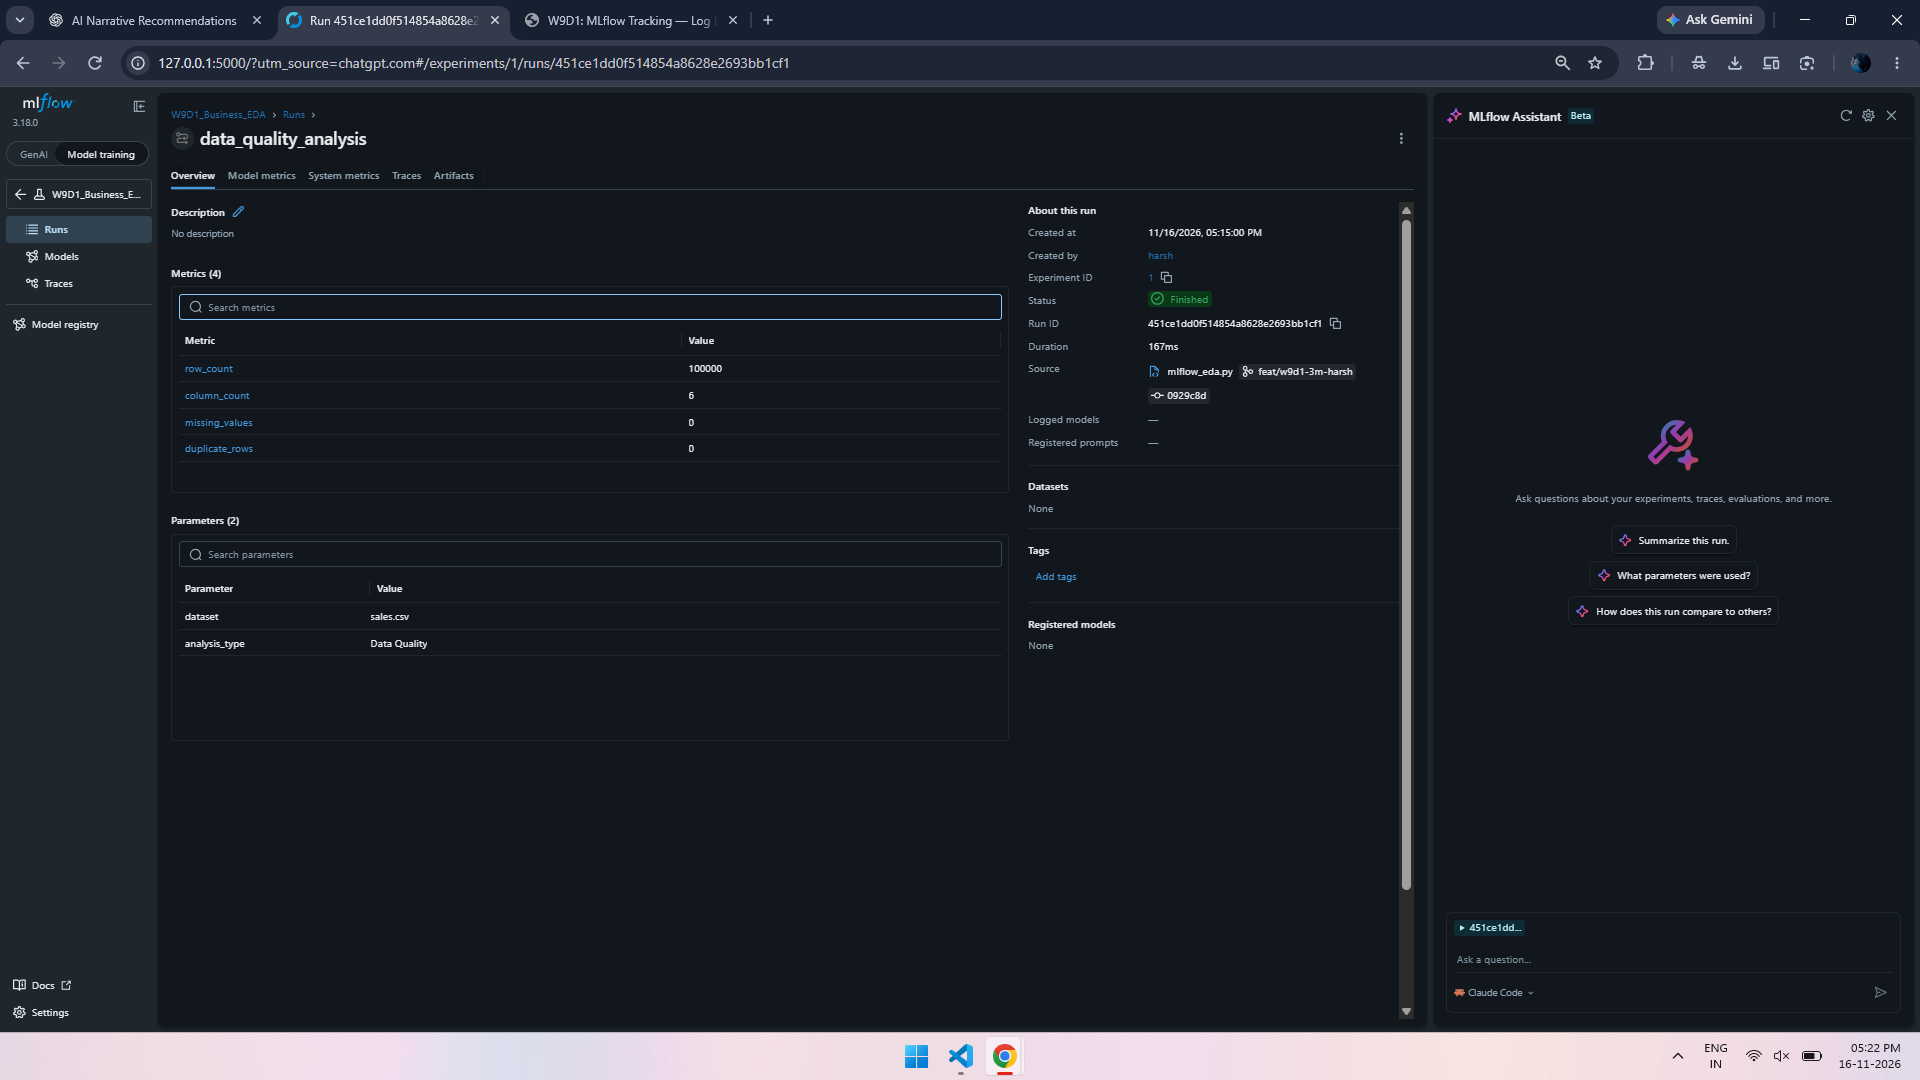 AI Narrative Recommendations
Run 451ce1dd0f514854a8628e2
W9D1: MLflow Tracking — Log
Ask Gemini
127.0.0.1:5000/?utm_source=chatgpt.com#/experiments/1/runs/451ce1dd0f514854a8628e2693bb1cf1
mlflow
3.18.0
GenAI
Model training
W9D1_Business_E...
Runs
Models
Traces
Model registry
Docs
Settings
W9D1_Business_EDA > Runs >
data_quality_analysis
Overview
Model metrics
System metrics
Traces
Artifacts
Description
No description
Metrics (4)
Search metrics
Metric Value
row_count 100000
column_count 6
missing_values 0
duplicate_rows 0
Parameters (2)
Search parameters
Parameter Value
dataset sales.csv
analysis_type Data Quality
About this run
Created at 11/16/2026, 05:15:00 PM
Created by harsh
Experiment ID 1
Status Finished
Run ID 451ce1dd0f514854a8628e2693bb1cf1
Duration 167ms
Source mlflow_eda.py feat/w9d1-3m-harsh
0929c8d
Logged models —
Registered prompts —
Datasets
None
Tags
Add tags
Registered models
None
MLflow Assistant Beta
Ask questions about your experiments, traces, evaluations, and more.
Summarize this run.
What parameters were used?
How does this run compare to others?
451ce1dd...
Ask a question...
Claude Code
ENG
IN
05:22 PM
16-11-2026